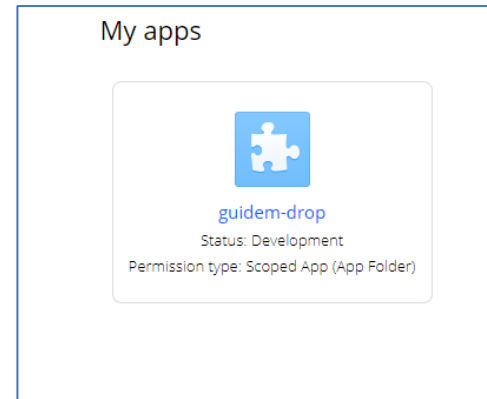 My apps
guidem-drop
Status: Development
Permission type: Scoped App (App Folder)